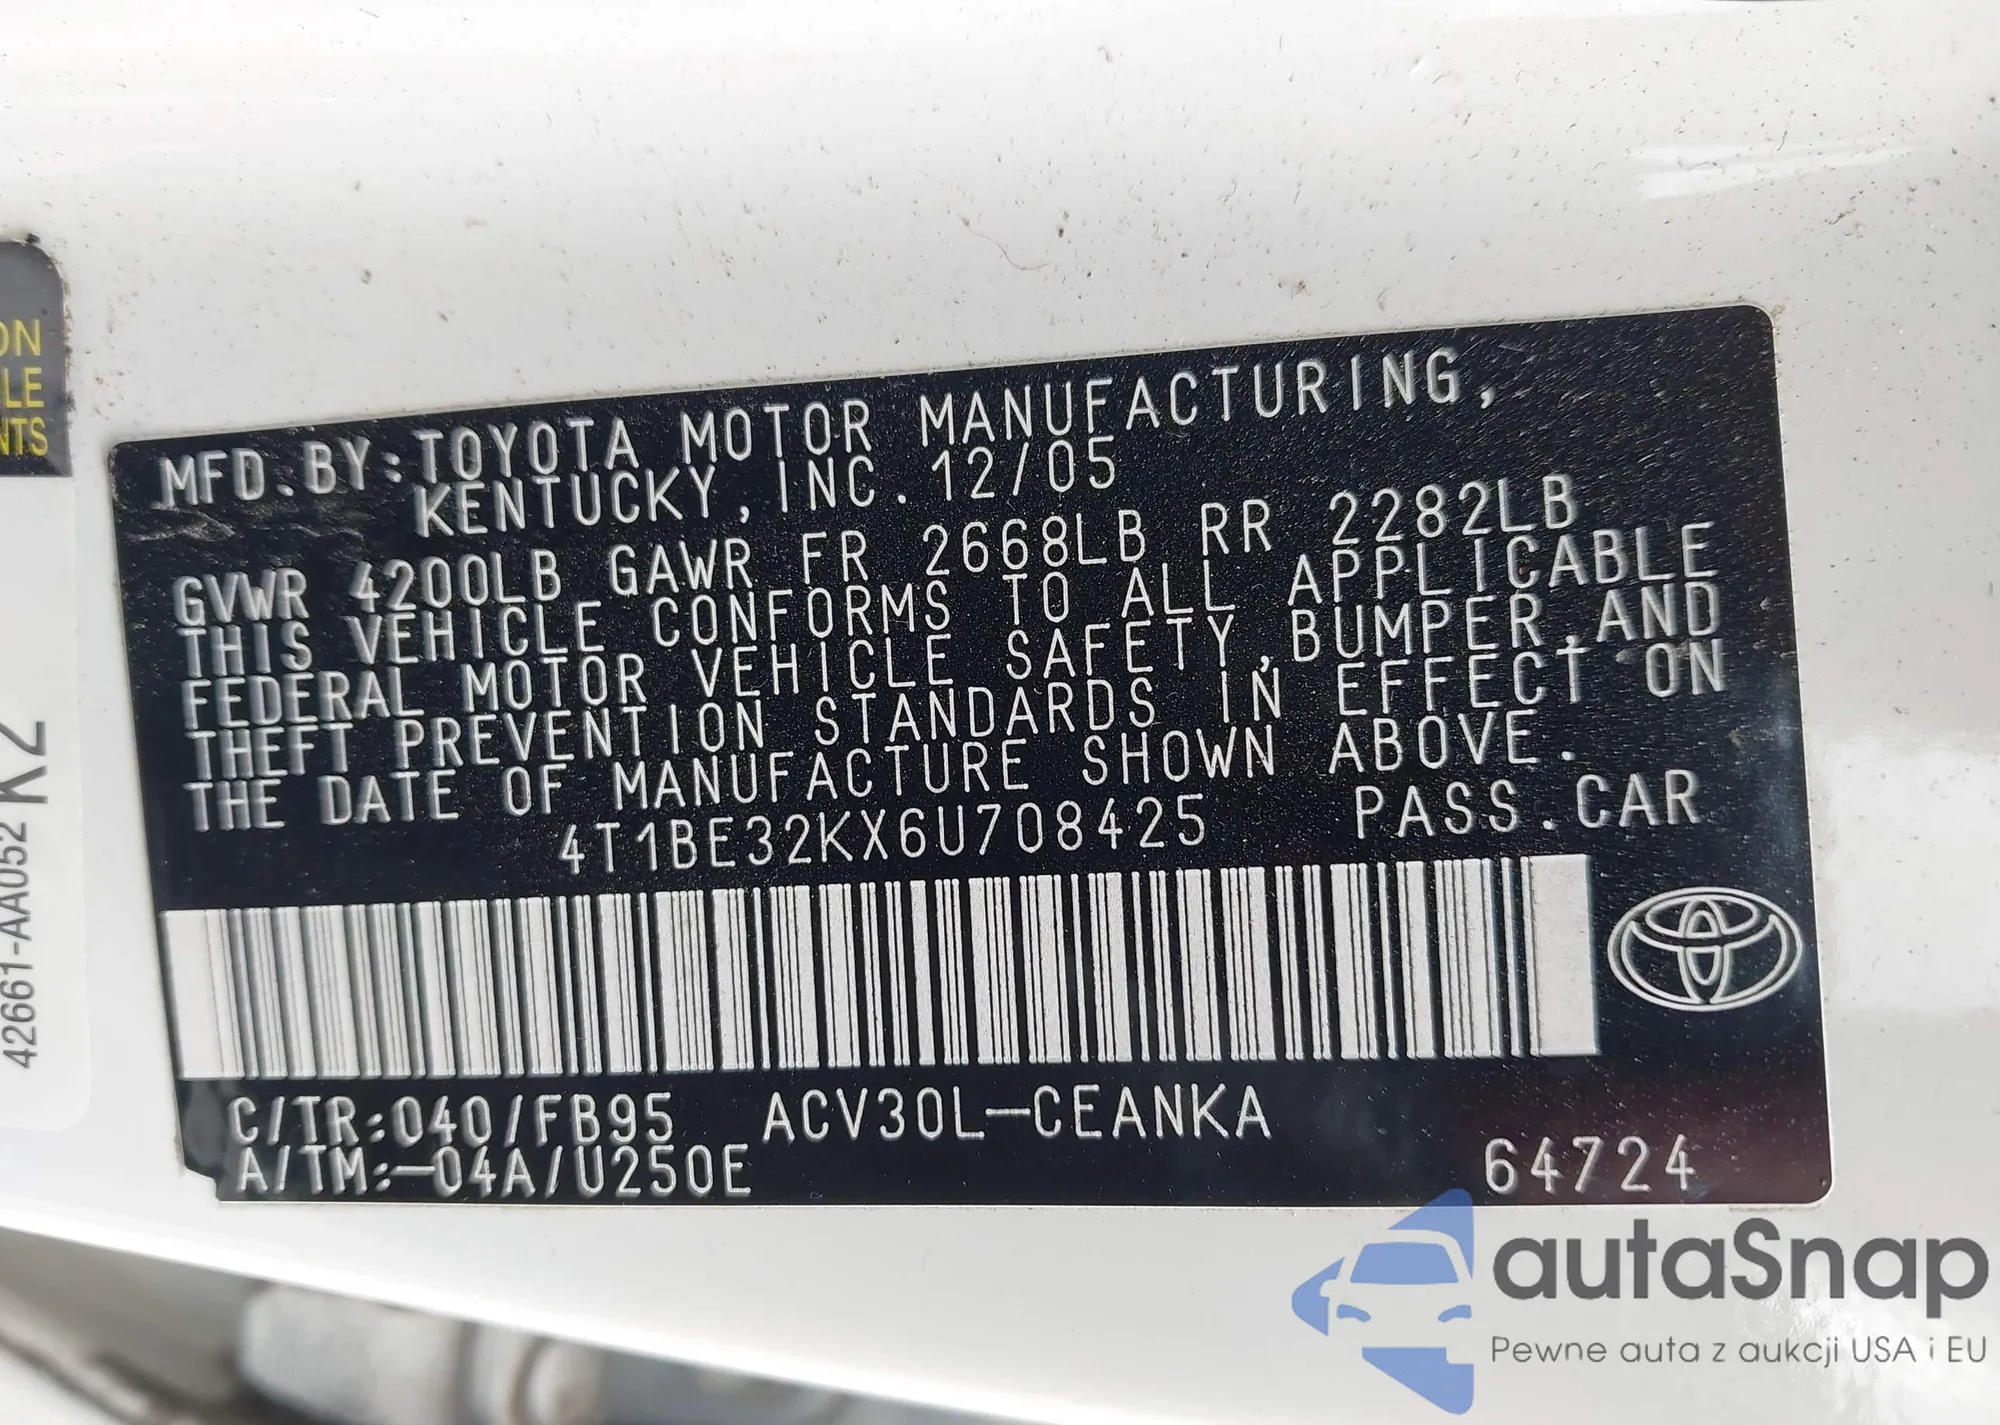 MFD.BY:TOYOTA MOTOR MANUFACTURING,
KENTUCKY,INC.12/05
GVWR 4200LB GAWR FR 2668LB RR 2282LB
THIS VEHICLE CONFORMS TO ALL APPLICABLE
FEDERAL MOTOR VEHICLE SAFETY,BUMPER,AND
THEFT PREVENTION STANDARDS IN EFFECT ON
THE DATE OF MANUFACTURE SHOWN ABOVE.
4T1BE32KX6U708425 PASS.CAR
C/TR:040/FB95 ACV30L-CEANKA
A/TM:-04A/U250E 64724
42661-AA052 K2
autaSnap
Pewne auta z aukcji USA i EU